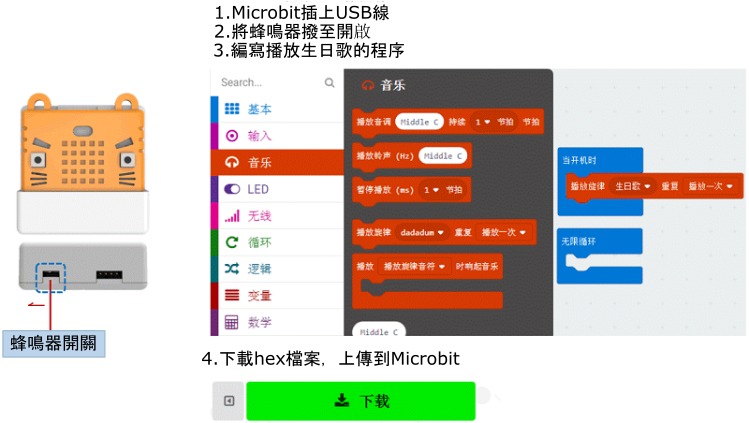 1.Microbit插上USB線
2.將蜂鳴器撥至開啟
3.編寫播放生日歌的程序
Search...
基本
输入
音乐
LED
无线
循环
逻辑
变量
数学
音乐
播放音调 Middle C 持续 1 节拍 节拍
播放铃声 (Hz) Middle C
暂停播放 (ms) 1 节拍
播放旋律 dadadum 重复 播放一次
播放 播放旋律音符 时响起音乐
Middle C
当开机时
播放旋律 生日歌 重复 播放一次
无限循环
蜂鳴器開關
4.下載hex檔案，上傳到Microbit
下载